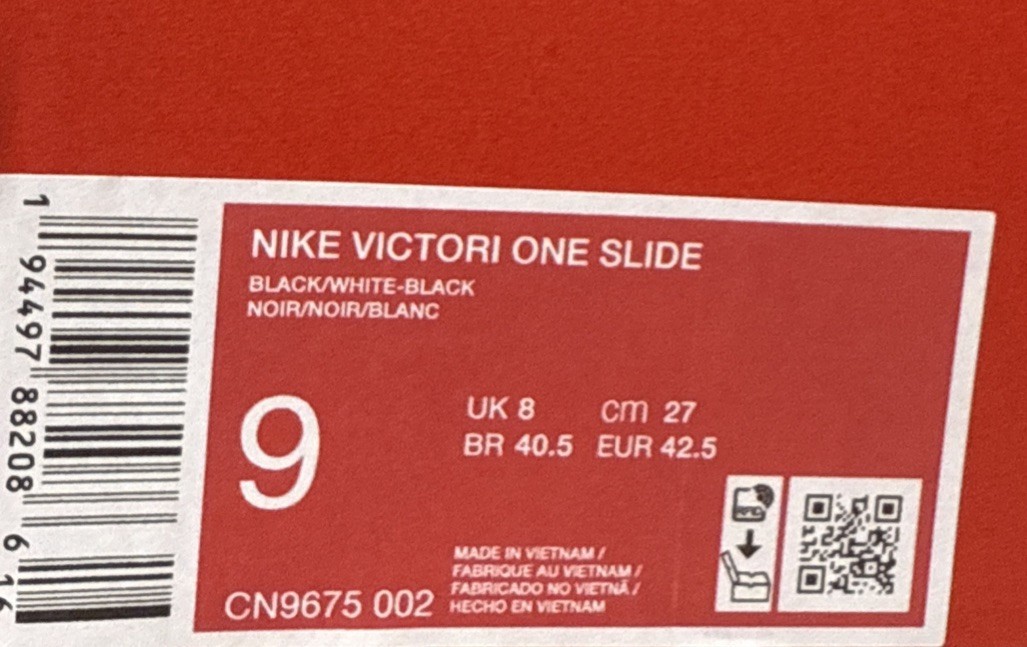 NIKE VICTORI ONE SLIDE
BLACK/WHITE-BLACK
NOIR/NOIR/BLANC
9
UK 8 cm 27
BR 40.5 EUR 42.5
MADE IN VIETNAM /
FABRIQUE AU VIETNAM /
FABRICADO NO VIETNÃ /
HECHO EN VIETNAM
CN9675 002
RFID
1 94497 88208 6